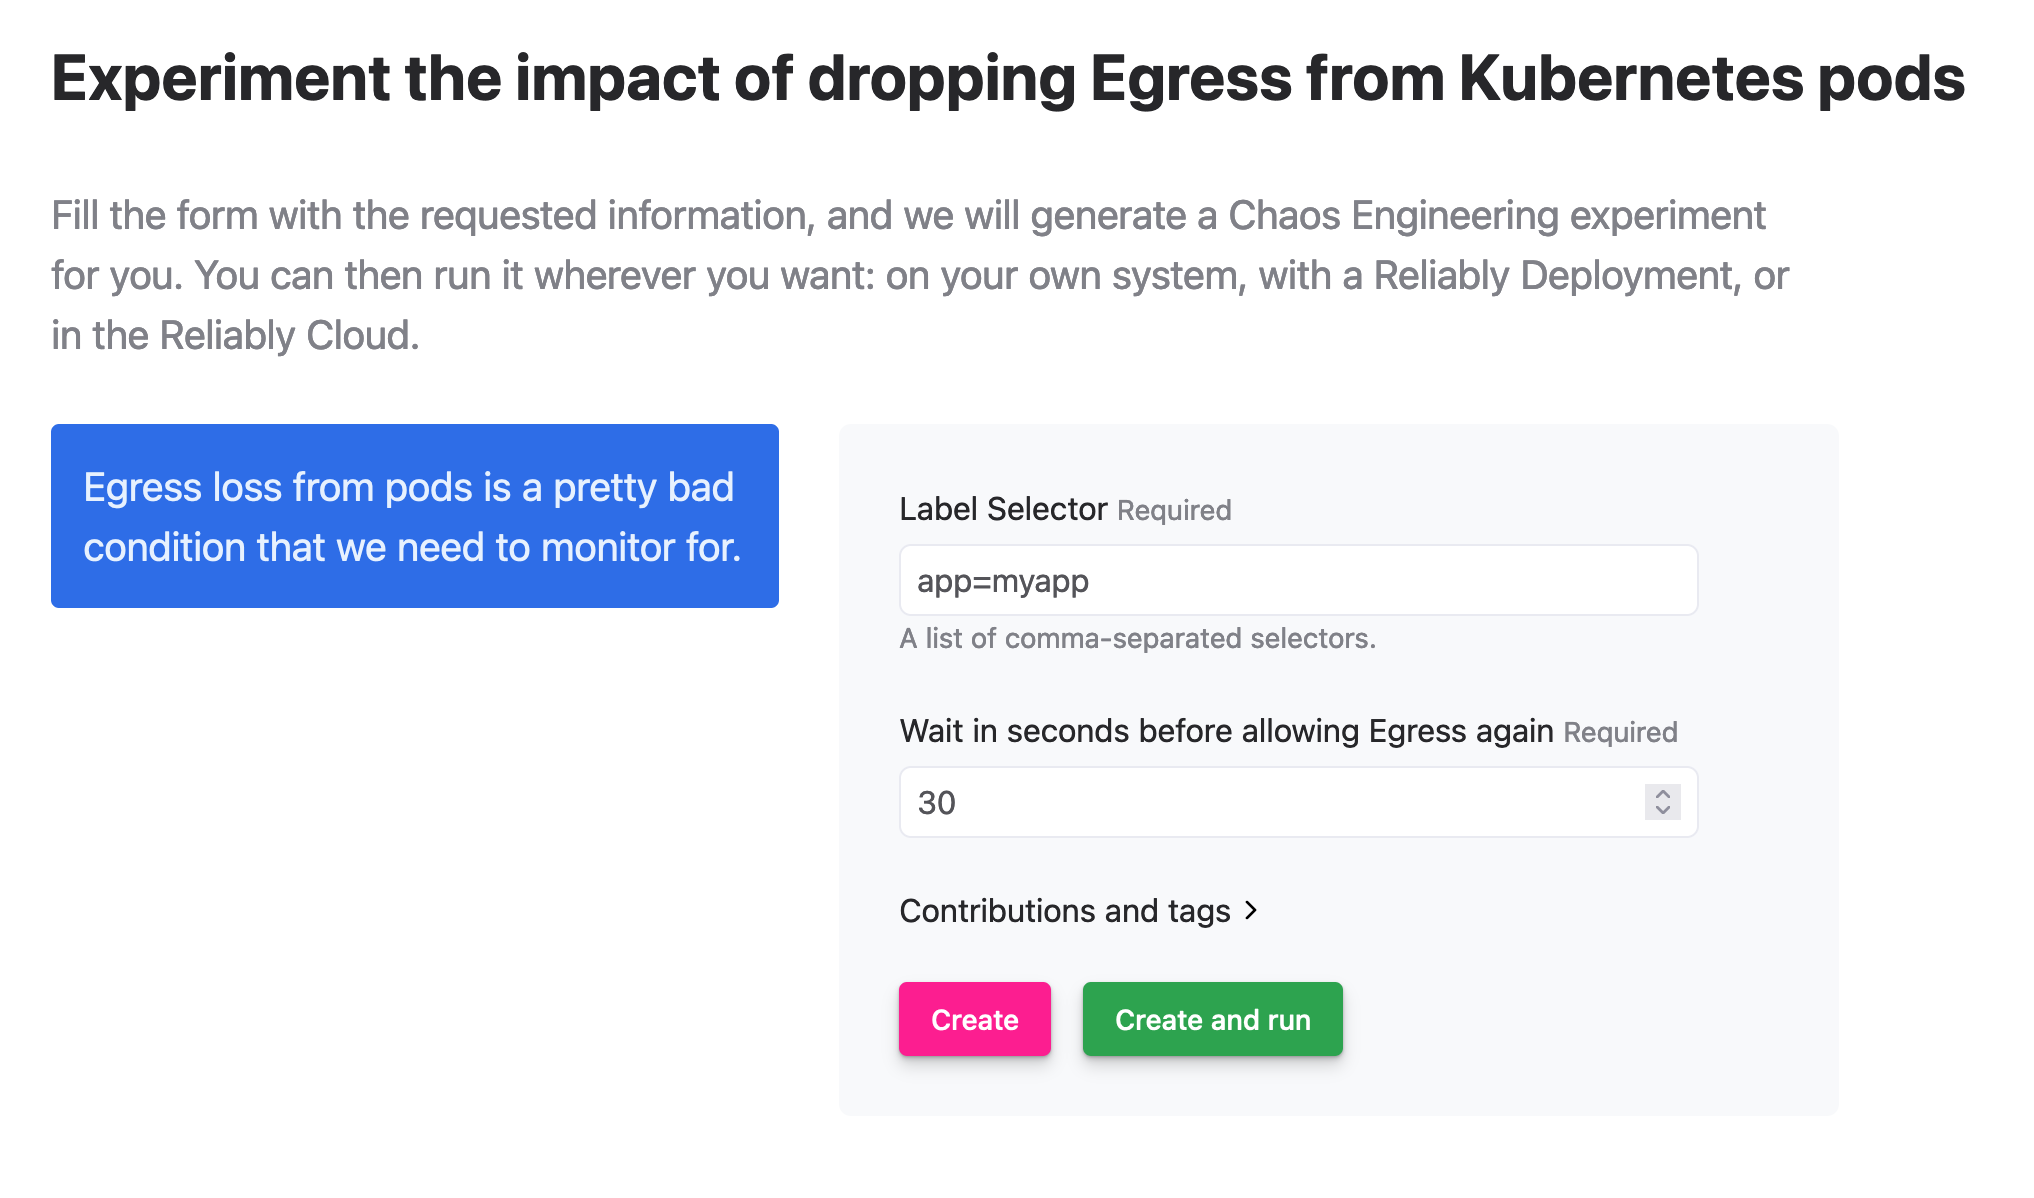 Experiment the impact of dropping Egress from Kubernetes pods
Fill the form with the requested information, and we will generate a Chaos Engineering experiment
for you. You can then run it wherever you want: on your own system, with a Reliably Deployment, or
in the Reliably Cloud.
Egress loss from pods is a pretty bad
condition that we need to monitor for.
Label Selector Required
app=myapp
A list of comma-separated selectors.
Wait in seconds before allowing Egress again Required
30
Contributions and tags
Create
Create and run